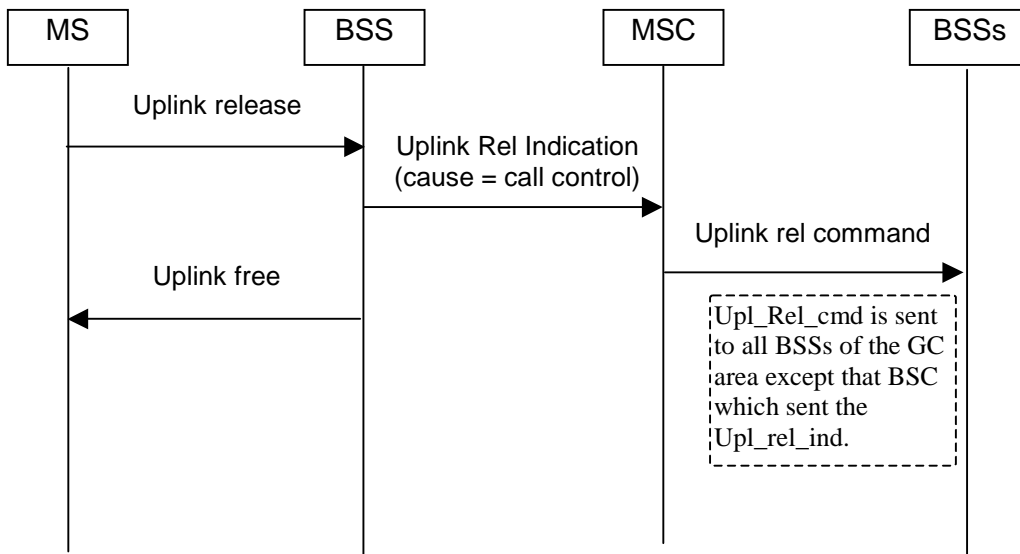 MS
BSS
MSC
BSSs
Uplink release
Uplink Rel Indication
(cause = call control)
Uplink rel command
Uplink free
Upl_Rel_cmd is sent
to all BSSs of the GC
area except that BSC
which sent the
Upl_rel_ind.